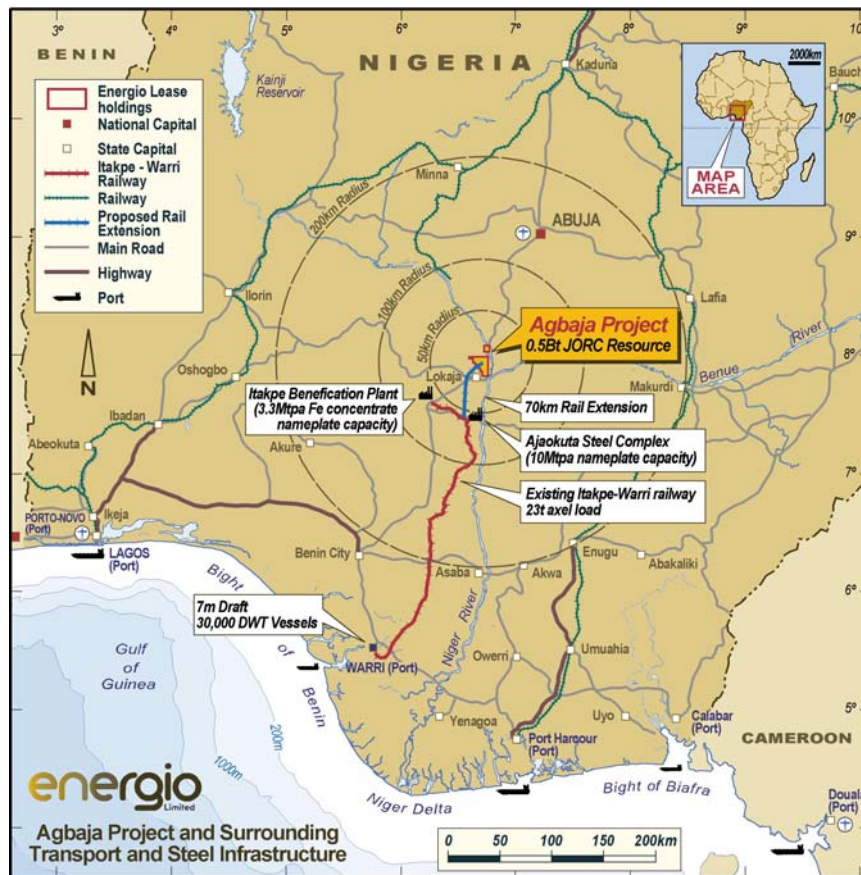 3°
4°
5°
6°
7°
8°
9°
10°
BENIN
NIGERIA
Kainji
Reservoir
Kaduna
Bauch
2000km
MAP
AREA
Energio Lease
holdings
National Capital
State Capital
Itakpe - Warri
Railway
Railway
Proposed Rail
Extension
Main Road
Highway
Port
10°
Minna
200km Radius
ABUJA
9°
100km Radius
Ilorin
Lafia
50km Radius
Agbaja Project
0.5Bt JORC Resource
River
8°
N
Oshogbo
Lokaja
Benue
Makurdi
Itakpe Benefication Plant
(3.3Mtpa Fe concentrate
nameplate capacity)
70km Rail Extension
Ibadan
Abeokuta
Akure
Ajaokuta Steel Complex
(10Mtpa nameplate capacity)
7°
Existing Itakpe-Warri railway
23t axel load
PORTO-NOVO
(Port)
Ikeja
LAGOS
(Port)
Benin City
Enugu
Asaba
Akwa
Abakaliki
Bight
of
Benin
6°
7m Draft
30,000 DWT Vessels
Niger River
Gulf
of
Guinea
WARRI (Port)
Owerri
Umuahia
200m
1000m
Yenagoa
Uyo
Calabar
(Port)
5°
Port Harcour
(Port)
CAMEROON
energio
Limited
Niger Delta
Bight of Biafra
Douala
(Port)
4°
Agbaja Project and Surrounding
Transport and Steel Infrastructure
0
50
100
150
200km